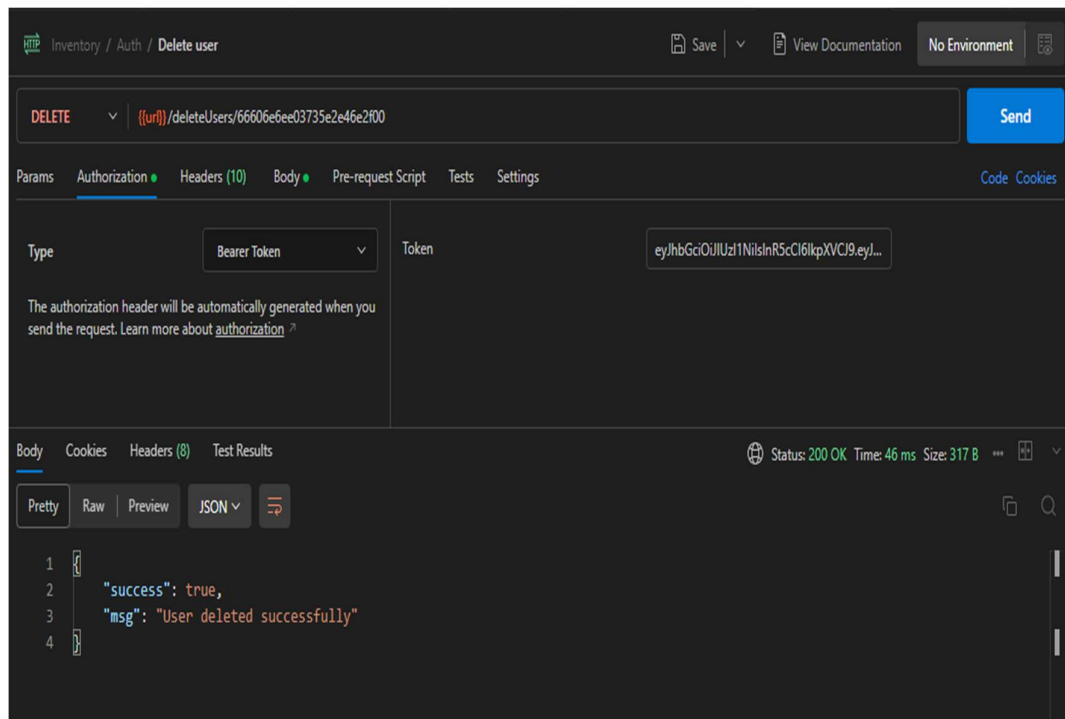 HTTP Inventory / Auth / Delete user Save View Documentation No Environment
DELETE {{url}}/deleteUsers/66606e6ee03735e2e46e2f00 Send
Params Authorization Headers (10) Body Pre-request Script Tests Settings Code Cookies
Type Bearer Token Token eyJhbGciOiJIUzI1NiIsInR5cCI6IkpXVCJ9.eyJ...
The authorization header will be automatically generated when you
send the request. Learn more about authorization ↗
Body Cookies Headers (8) Test Results Status: 200 OK Time: 46 ms Size: 317 B
Pretty Raw Preview JSON
1 {
2 "success": true,
3 "msg": "User deleted successfully"
4 }